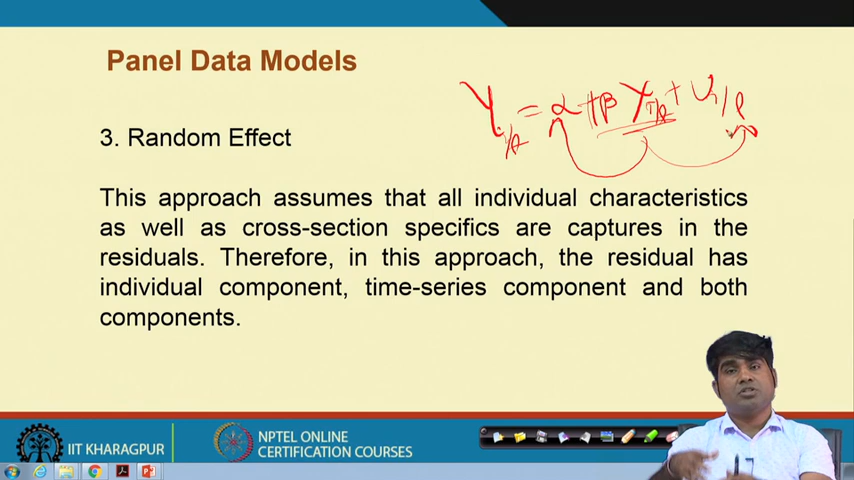 Panel Data Models
3. Random Effect
This approach assumes that all individual characteristics
as well as cross-section specifics are captures in the
residuals. Therefore, in this approach, the residual has
individual component, time-series component and both
components.
IIT KHARAGPUR
NPTEL ONLINE
CERTIFICATION COURSES